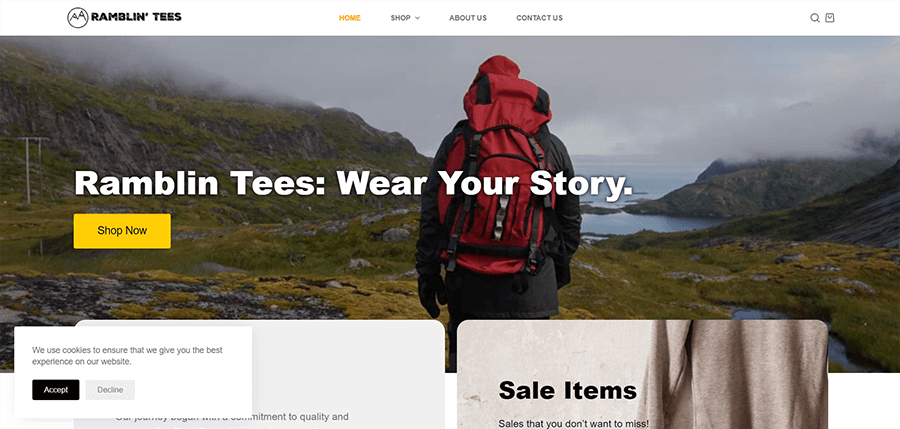 RAMBLIN' TEES
HOME
SHOP
ABOUT US
CONTACT US
Ramblin Tees: Wear Your Story.
Shop Now
We use cookies to ensure that we give you the best
experience on our website.
Accept
Decline
Our journey began with a commitment to quality and
Sale Items
Sales that you don't want to miss!